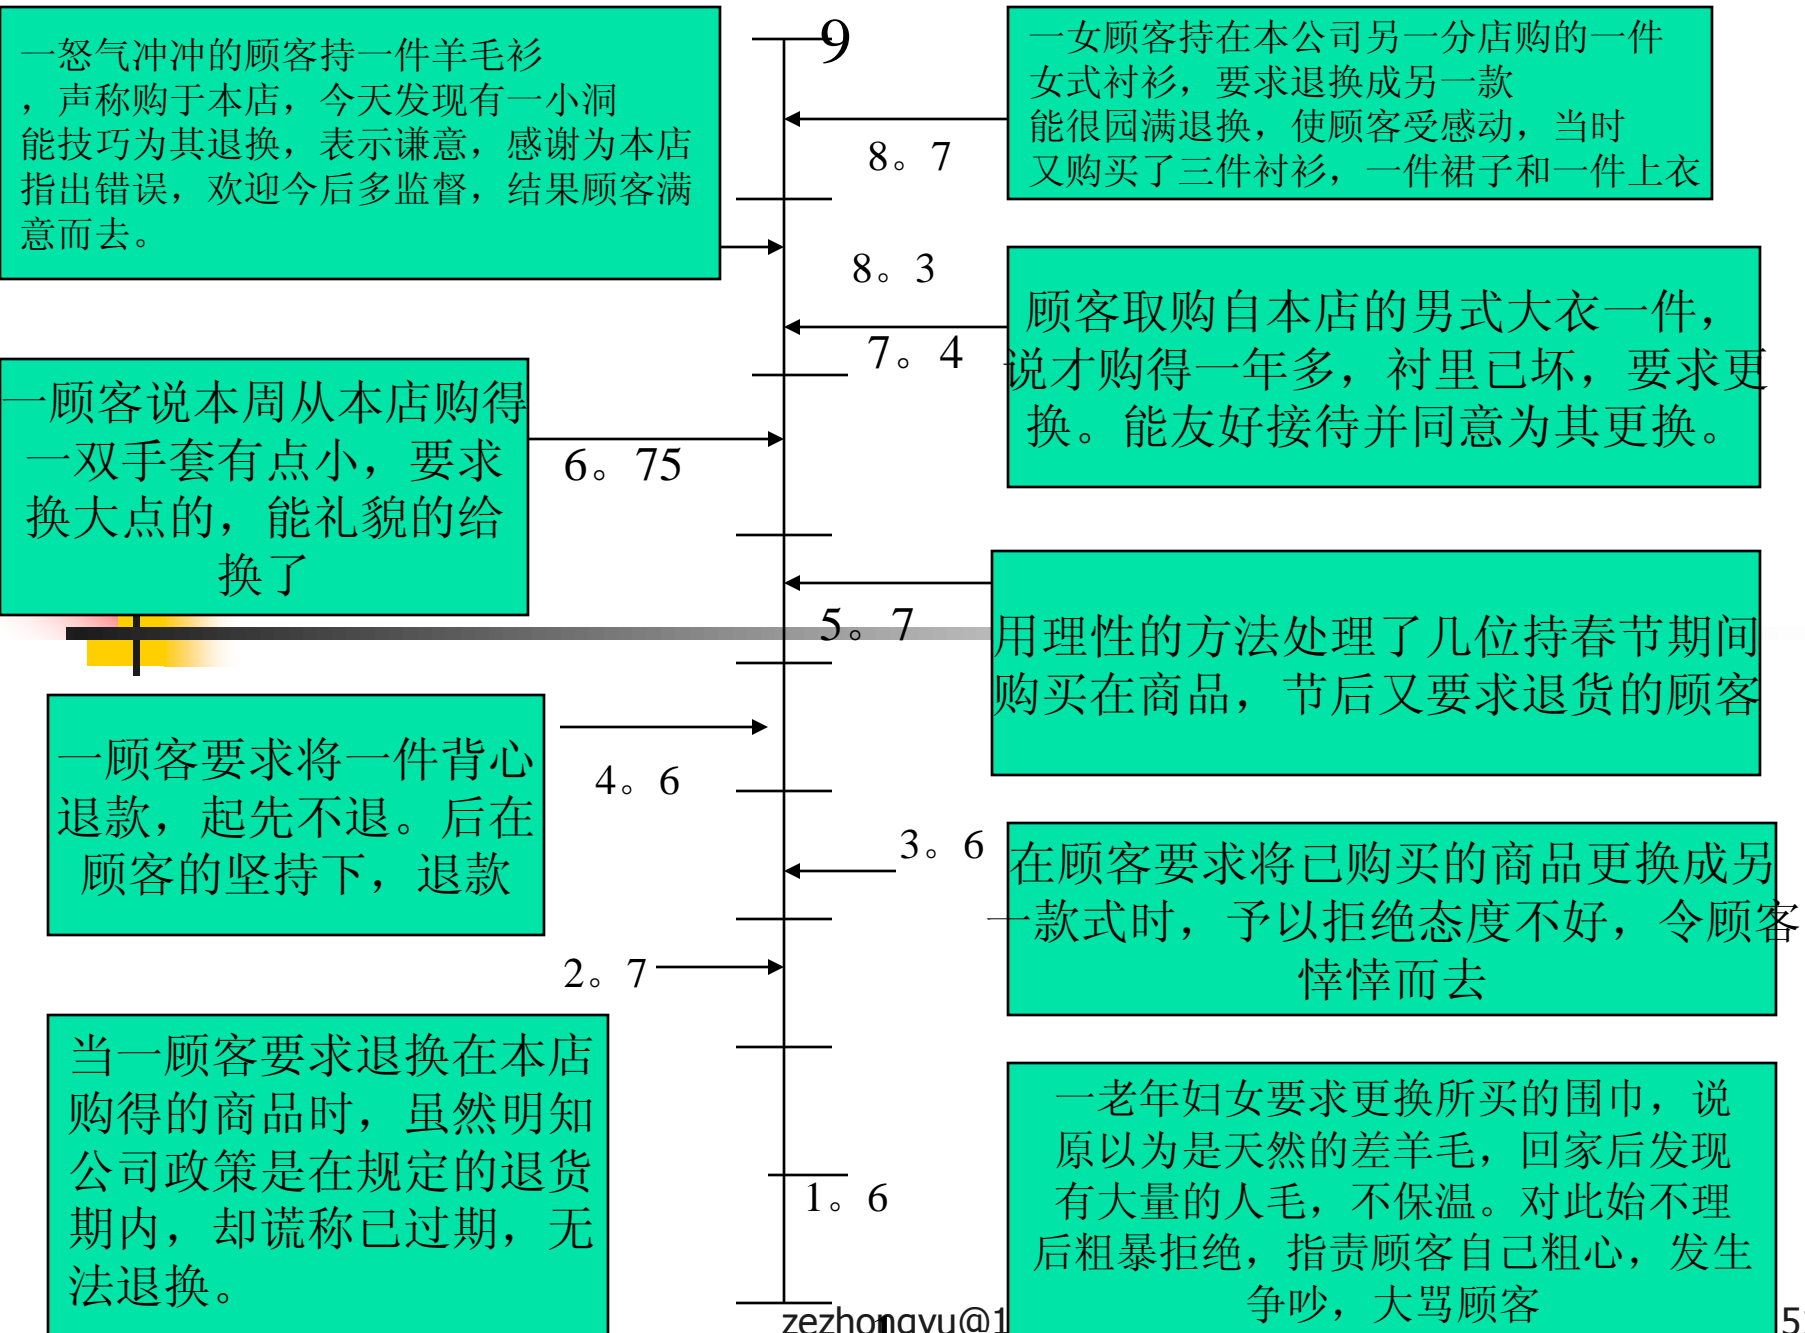 一怒气冲冲的顾客持一件羊毛衫
，声称购于本店，今天发现有一小洞
能技巧为其退换，表示谦意，感谢为本店
指出错误，欢迎今后多监督，结果顾客满
意而去。
9
一女顾客持在本公司另一分店购的一件
女式衬衫，要求退换成另一款
能很园满退换，使顾客受感动，当时
又购买了三件衬衫，一件裙子和一件上衣
8。7
8。3
顾客取购自本店的男式大衣一件，
说才购得一年多，衬里已坏，要求更
换。能友好接待并同意为其更换。
7。4
一顾客说本周从本店购得
一双手套有点小，要求
换大点的，能礼貌的给
换了
6。75
5。7
用理性的方法处理了几位持春节期间
购买在商品，节后又要求退货的顾客
一顾客要求将一件背心
退款，起先不退。后在
顾客的坚持下，退款
4。6
3。6
在顾客要求将已购买的商品更换成另
一款式时，予以拒绝态度不好，令顾客
悻悻而去
2。7
当一顾客要求退换在本店
购得的商品时，虽然明知
公司政策是在规定的退货
期内，却谎称已过期，无
法退换。
1。6
一老年妇女要求更换所买的围巾，说
原以为是天然的差羊毛，回家后发现
有大量的人毛，不保温。对此始不理
后粗暴拒绝，指责顾客自己粗心，发生
争吵，大骂顾客
zezhongyu@1